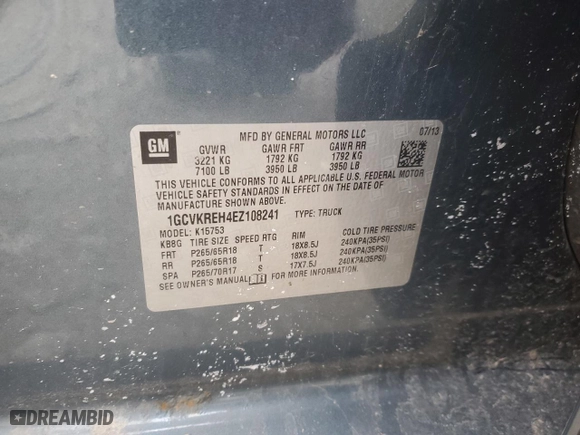 GM
MFD BY GENERAL MOTORS LLC
07/13
GVWR GAWR FRT GAWR RR
3221 KG 1792 KG 1792 KG
7100 LB 3950 LB 3950 LB
THIS VEHICLE CONFORMS TO ALL APPLICABLE U.S. FEDERAL MOTOR
VEHICLE SAFETY STANDARDS IN EFFECT ON THE DATE OF
MANUFACTURE SHOWN ABOVE.
1GCVKREH4EZ108241 TYPE: TRUCK
MODEL: K15753
KB8G TIRE SIZE SPEED RTG RIM COLD TIRE PRESSURE
FRT P265/65R18 T 18X8.5J 240KPA(35PSI)
RR P265/65R18 T 18X8.5J 240KPA(35PSI)
SPA P265/70R17 S 17X7.5J 240KPA(35PSI)
SEE OWNER'S MANUAL FOR MORE INFORMATION.
DREAMBID